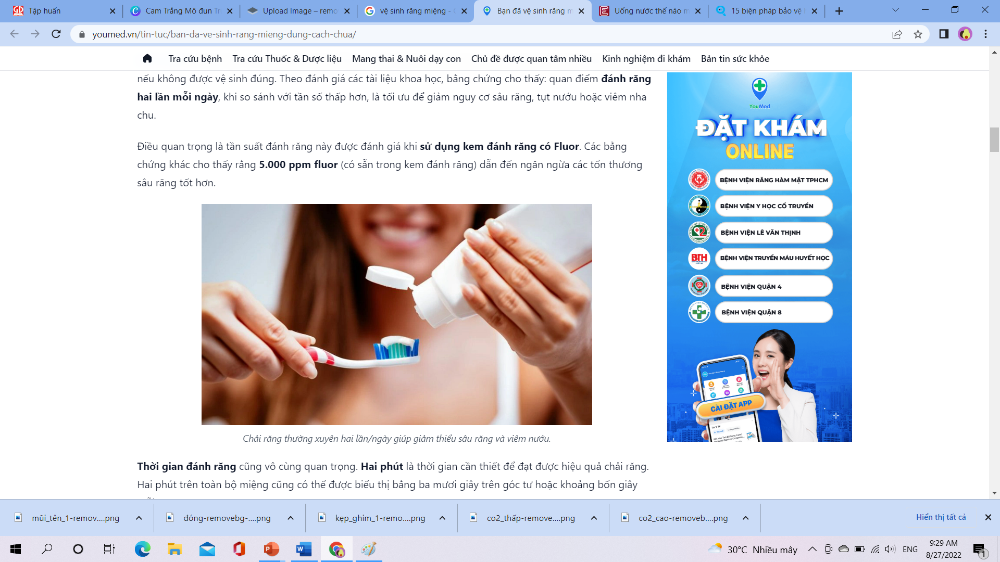 Tập huấn
Cam Trắng Mô đun Tr
Upload Image – remo
vệ sinh răng miệng -
Bạn đã vệ sinh răng m
Uống nước thế nào m
15 biện pháp bảo vệ
youmed.vn/tin-tuc/ban-da-ve-sinh-rang-mieng-dung-cach-chua/
Tra cứu bệnh
Tra cứu Thuốc & Dược liệu
Mang thai & Nuôi dạy con
Chủ đề được quan tâm nhiều
Kinh nghiệm đi khám
Bản tin sức khỏe
nếu không được vệ sinh đúng. Theo đánh giá các tài liệu khoa học, bằng chứng cho thấy: quan điểm đánh răng
hai lần mỗi ngày, khi so sánh với tần số thấp hơn, là tối ưu để giảm nguy cơ sâu răng, tụt nướu hoặc viêm nha
chu.
Điều quan trọng là tần suất đánh răng này được đánh giá khi sử dụng kem đánh răng có Fluor. Các bằng
chứng khác cho thấy rằng 5.000 ppm fluor (có sẵn trong kem đánh răng) dẫn đến ngăn ngừa các tổn thương
sâu răng tốt hơn.
Chải răng thường xuyên hai lần/ngày giúp giảm thiểu sâu răng và viêm nướu.
Thời gian đánh răng cũng vô cùng quan trọng. Hai phút là thời gian cần thiết để đạt được hiệu quả chải răng.
Hai phút trên toàn bộ miệng cũng có thể được biểu thị bằng ba mươi giây trên góc tư hoặc khoảng bốn giây
YouMed
ĐẶT KHÁM
ONLINE
BỆNH VIỆN RĂNG HÀM MẶT TPHCM
BỆNH VIỆN Y HỌC CỔ TRUYỀN
BỆNH VIỆN LÊ VĂN THỊNH
BTH
BỆNH VIỆN TRUYỀN MÁU HUYẾT HỌC
BỆNH VIỆN QUẬN 4
BỆNH VIỆN QUẬN 8
CÀI ĐẶT APP
mũi_tên_1-remov....png
đóng-removebg-....png
kẹp_ghim_1-remo....png
co2_thấp-remove....png
co2_cao-removeb....png
Hiển thị tất cả
30°C Nhiều mây
ENG
9:29 AM
8/27/2022
1